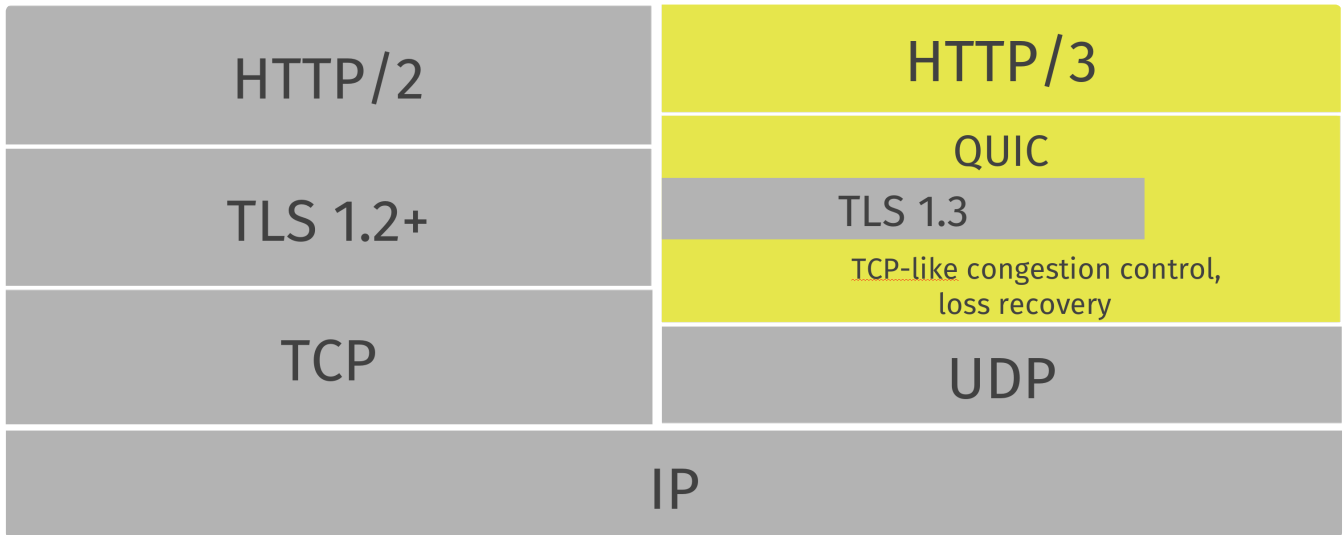 HTTP/2
TLS 1.2+
TCP
HTTP/3
QUIC
TLS 1.3
TCP-like congestion control,
loss recovery
UDP
IP